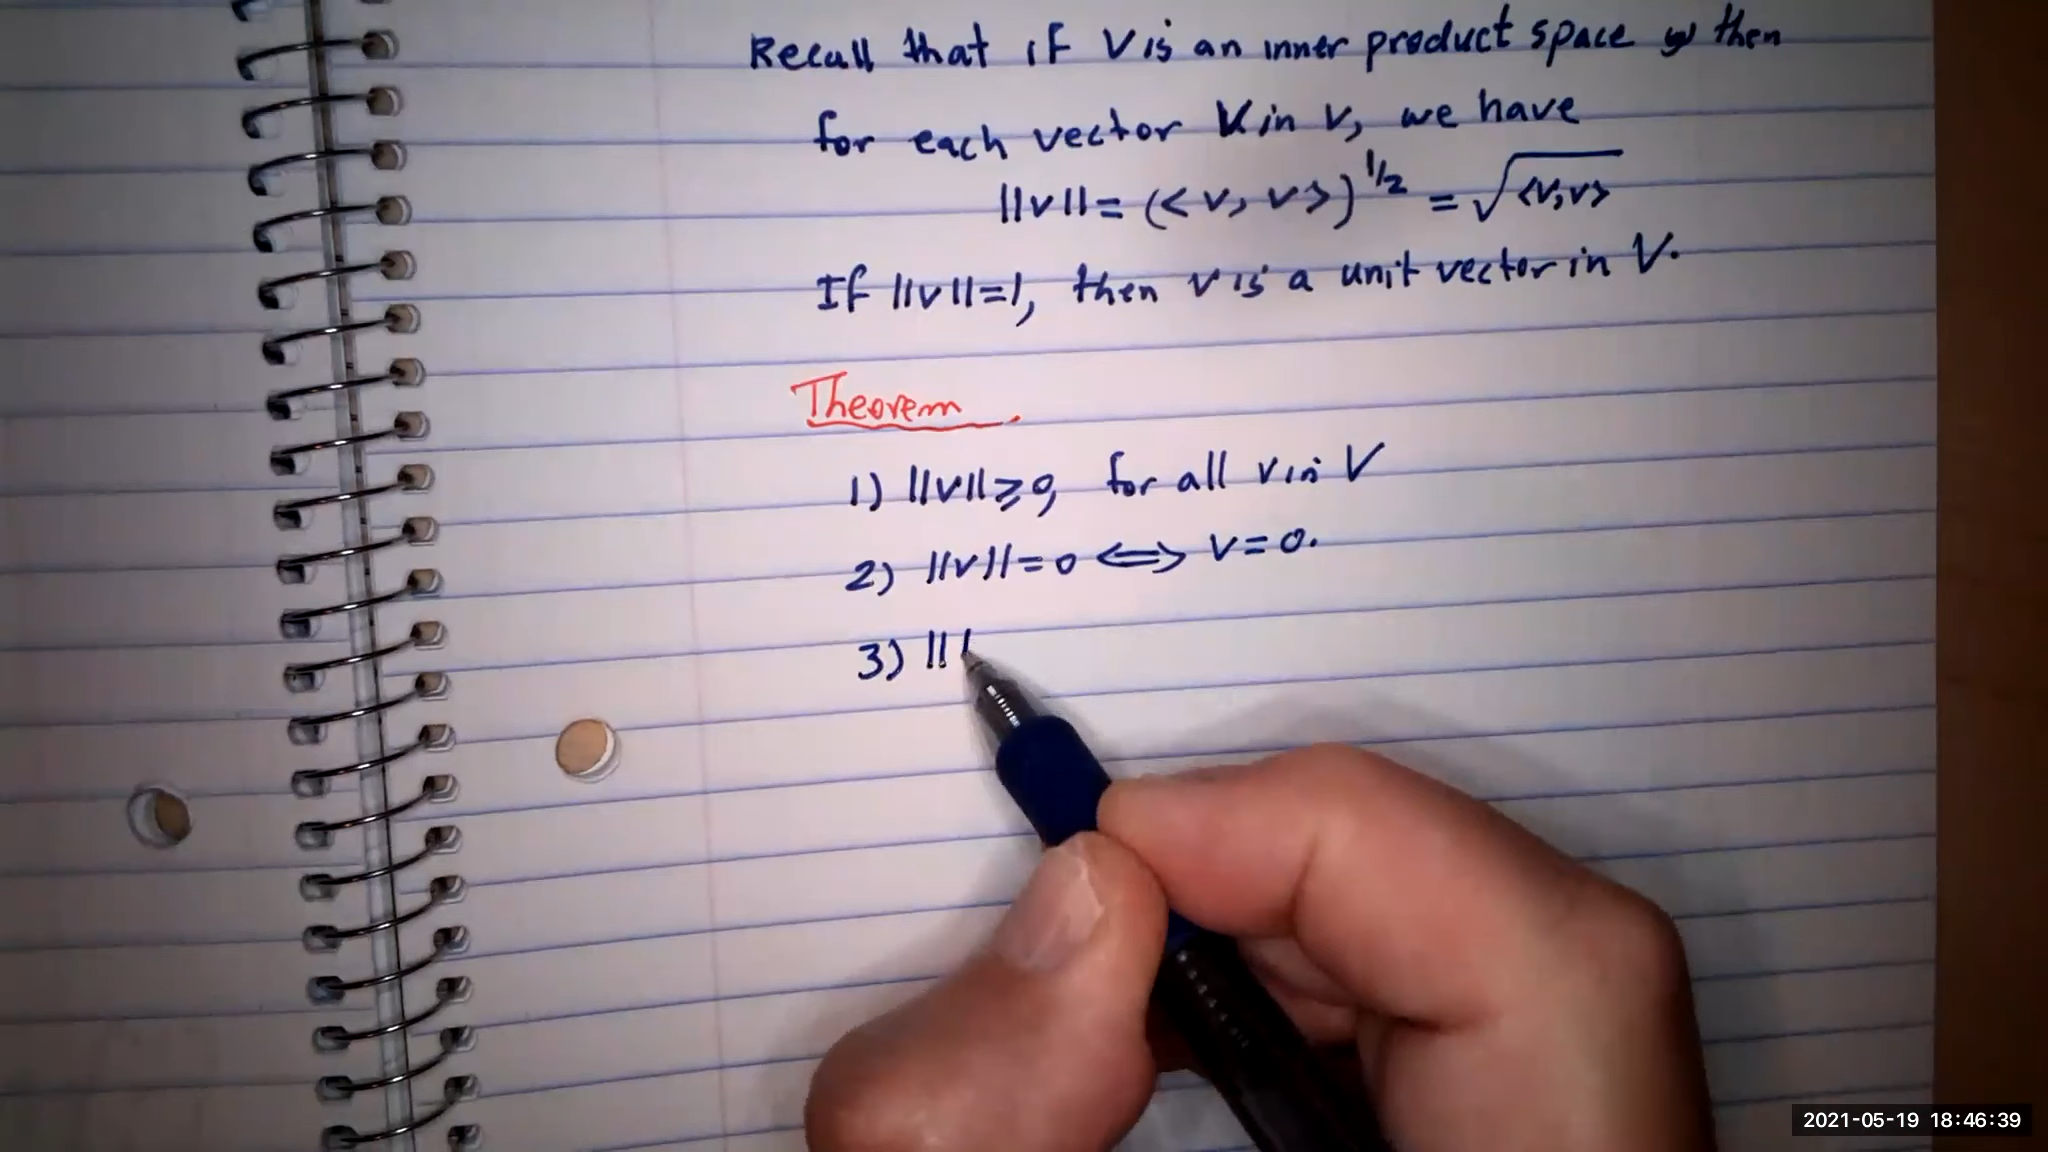 Recall that if V is an inner product space then
for each vector V in V, we have
||v|| = (<v, v>)^1/2 = √<v,v>
If ||v||=1, then v is a unit vector in V.
Theorem
1) ||v|| ≥ 0, for all v in V
2) ||v|| = 0 <=> v = 0.
3) ||
2021-05-19 18:46:39